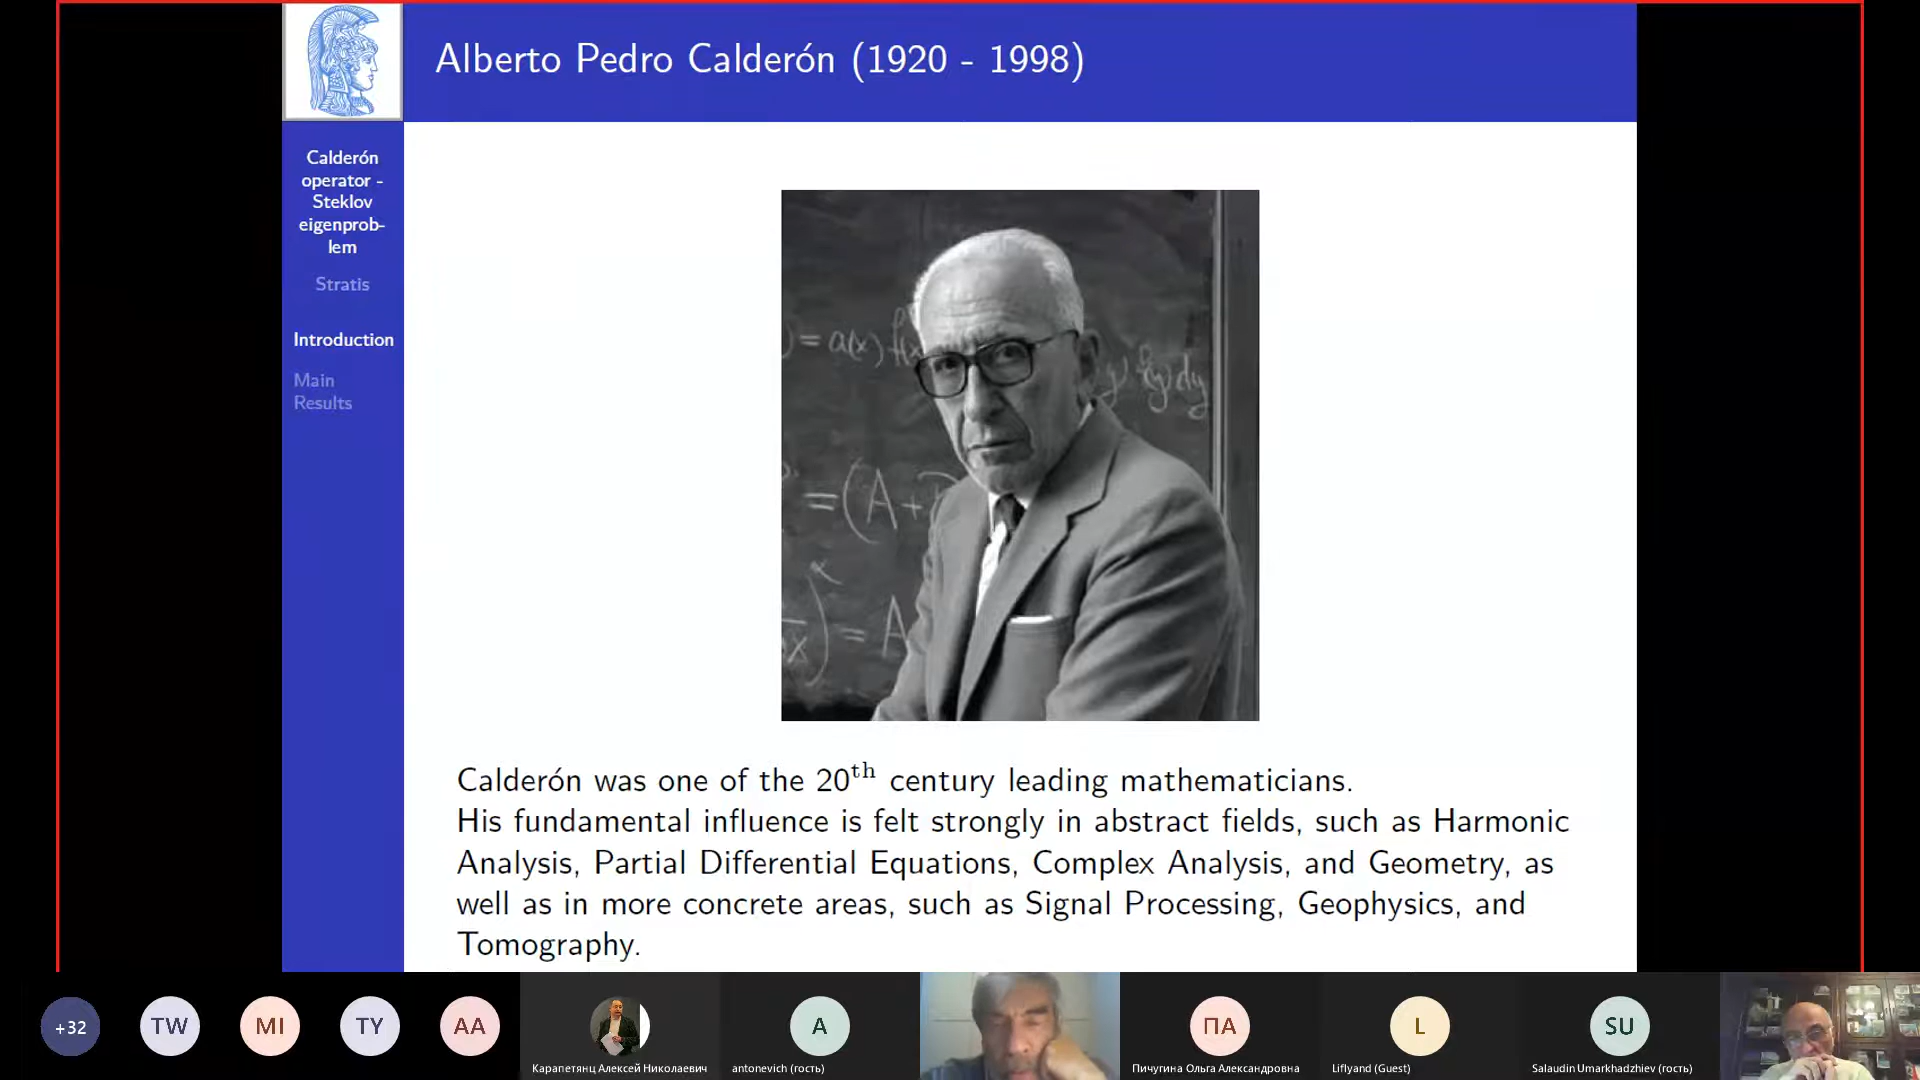 Alberto Pedro Calderón (1920 - 1998)
Calderón
operator -
Steklov
eigenprob-
lem
Stratis
Introduction
Main
Results
) = a(x) f(x
f(y) dy
= (A+
= A
Calderón was one of the 20th century leading mathematicians.
His fundamental influence is felt strongly in abstract fields, such as Harmonic
Analysis, Partial Differential Equations, Complex Analysis, and Geometry, as
well as in more concrete areas, such as Signal Processing, Geophysics, and
Tomography.
+32
TW
MI
TY
AA
A
ПА
L
SU
Карапетянц Алексей Николаевич
antonevich (гость)
Пичугина Ольга Александровна
Liflyand (Guest)
Salaudin Umarkhadzhiev (гость)